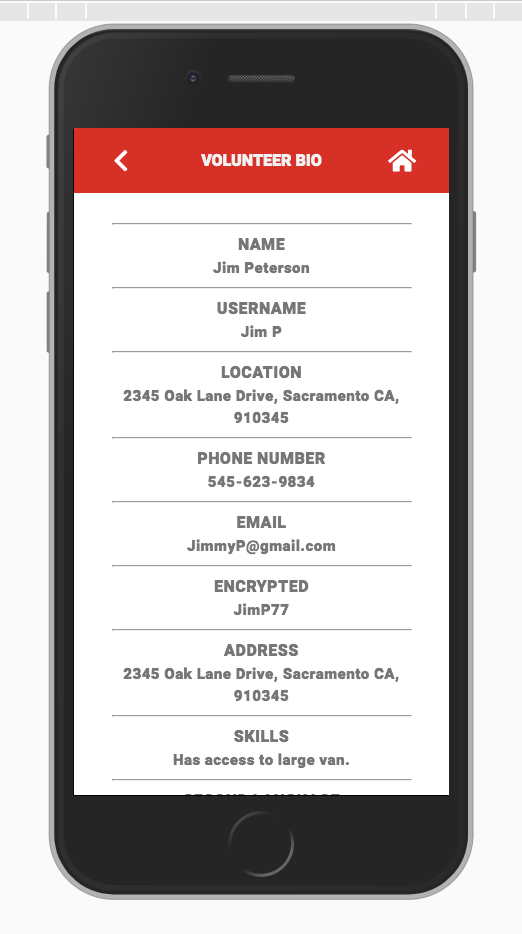 VOLUNTEER BIO
NAME
Jim Peterson
USERNAME
Jim P
LOCATION
2345 Oak Lane Drive, Sacramento CA,
910345
PHONE NUMBER
545-623-9834
EMAIL
JimmyP@gmail.com
ENCRYPTED
JimP77
ADDRESS
2345 Oak Lane Drive, Sacramento CA,
910345
SKILLS
Has access to large van.